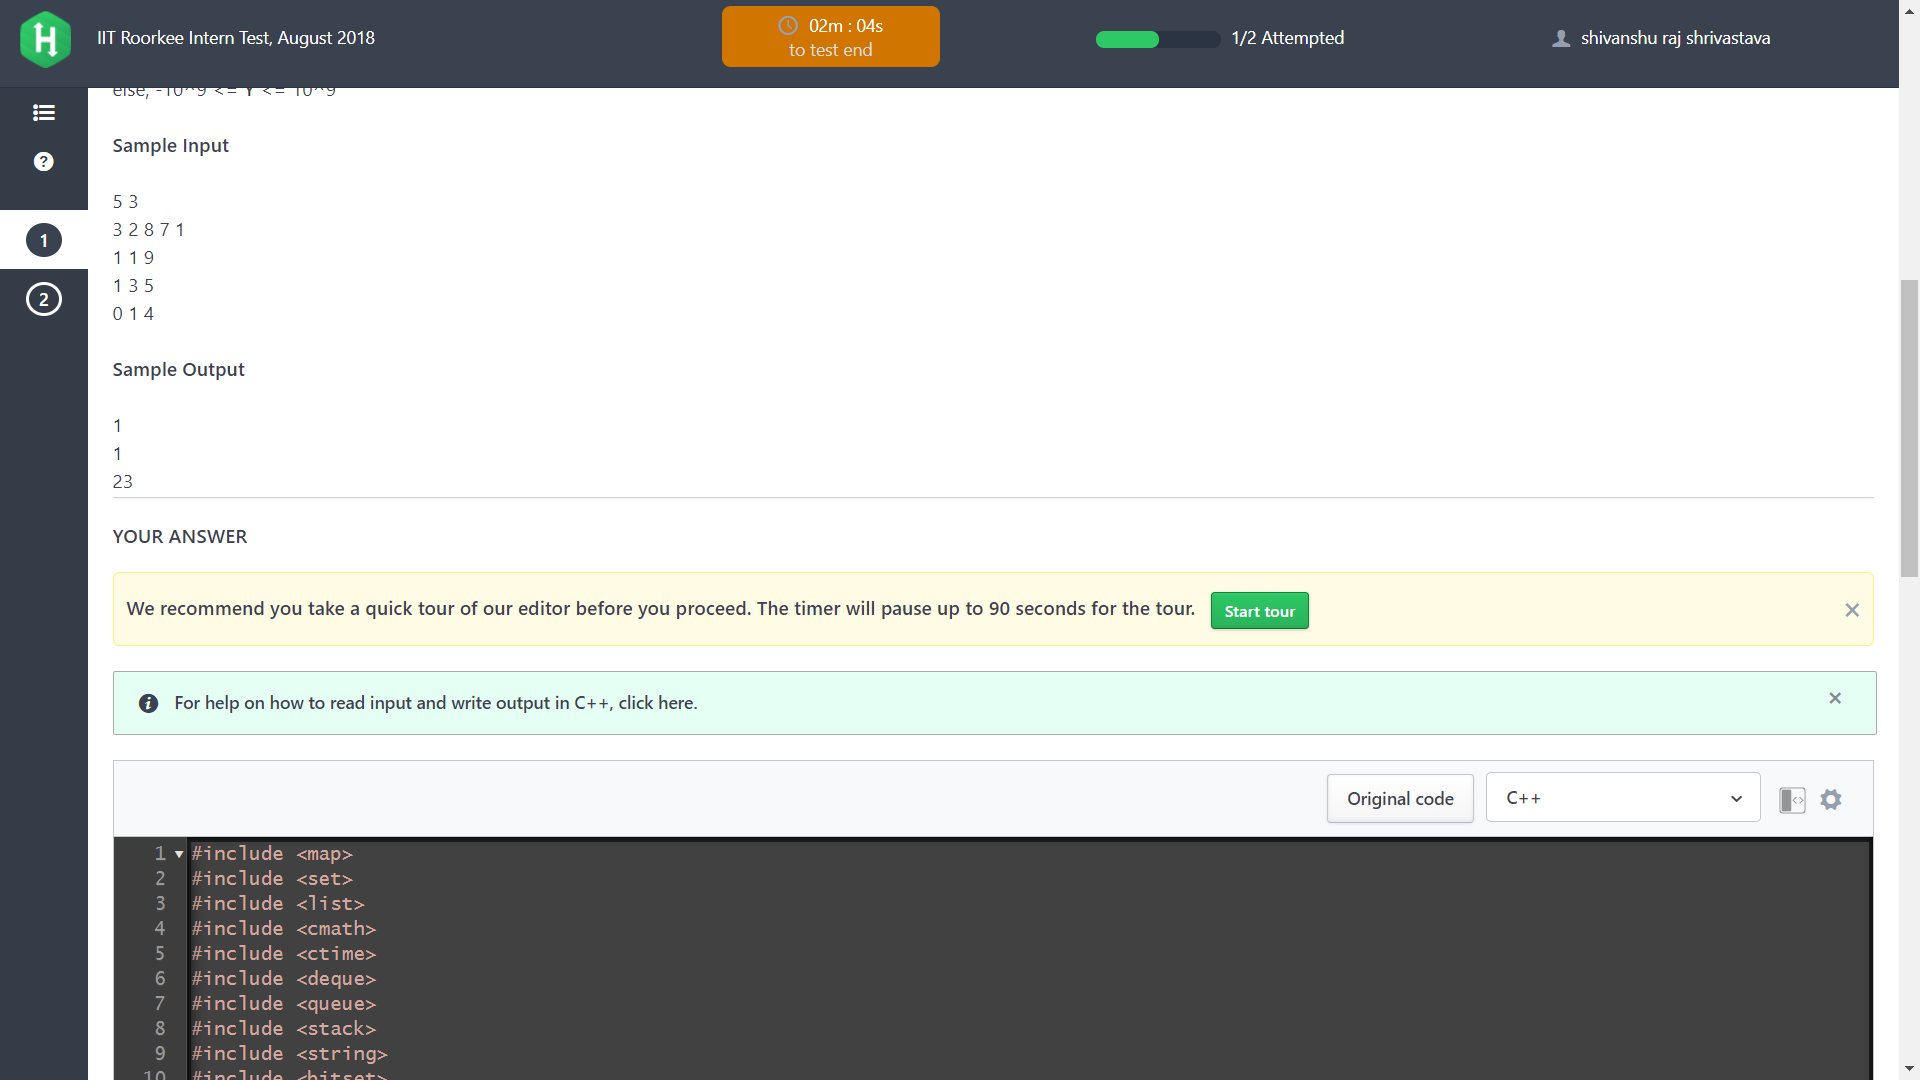 IIT Roorkee Intern Test, August 2018
02m : 04s
to test end
1/2 Attempted
shivanshu raj shrivastava
else, -10^9 <= Y <= 10^9
Sample Input
5 3
3 2 8 7 1
1 1 9
1 3 5
0 1 4
1
2
Sample Output
1
1
23
YOUR ANSWER
We recommend you take a quick tour of our editor before you proceed. The timer will pause up to 90 seconds for the tour. Start tour
For help on how to read input and write output in C++, click here.
Original code
C++
1 #include <map>
2 #include <set>
3 #include <list>
4 #include <cmath>
5 #include <ctime>
6 #include <deque>
7 #include <queue>
8 #include <stack>
9 #include <string>
10 #include <bitset>